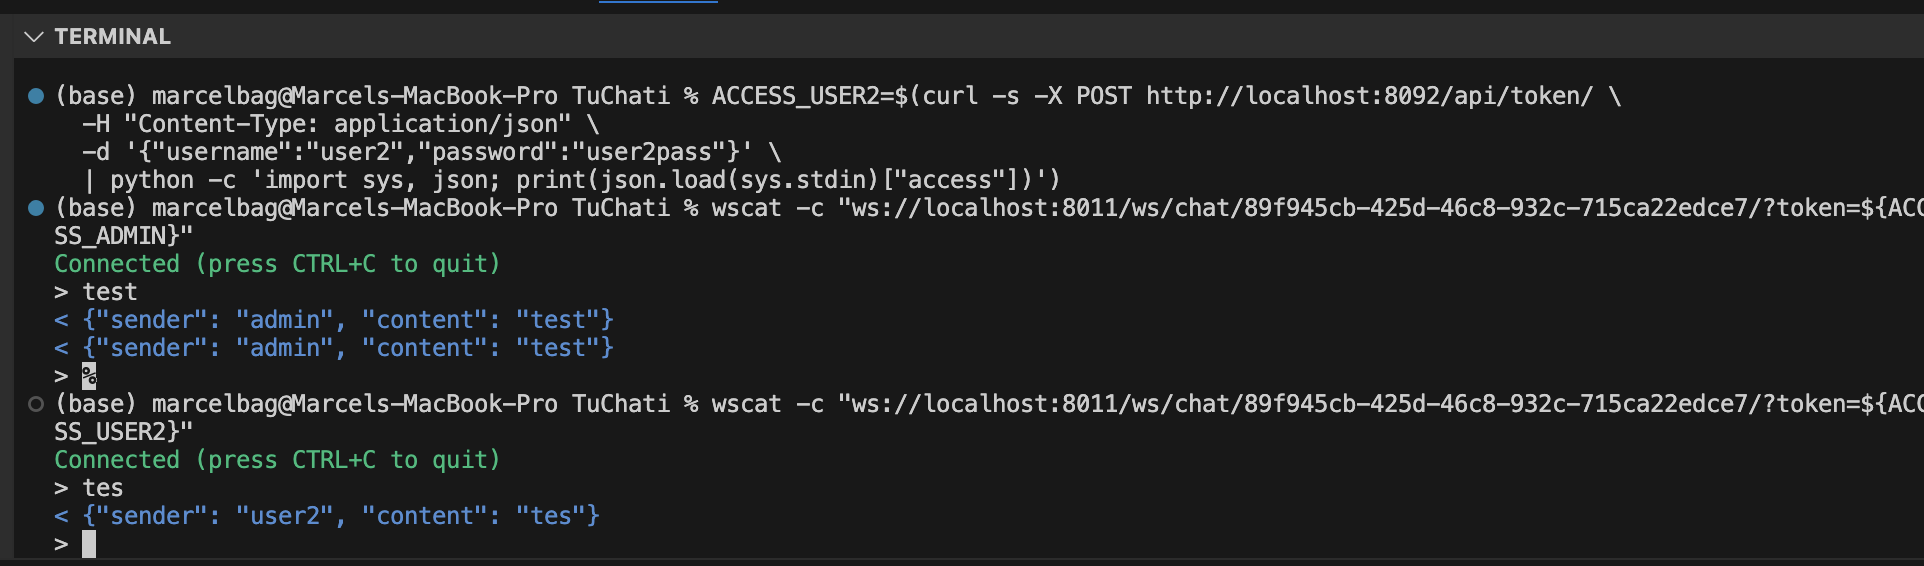 TERMINAL
(base) marcelbag@Marcels-MacBook-Pro TuChati % ACCESS_USER2=$(curl -s -X POST http://localhost:8092/api/token/ \
-H "Content-Type: application/json" \
-d '{"username":"user2","password":"user2pass"}' \
| python -c 'import sys, json; print(json.load(sys.stdin)["access"])')
(base) marcelbag@Marcels-MacBook-Pro TuChati % wscat -c "ws://localhost:8011/ws/chat/89f945cb-425d-46c8-932c-715ca22edce7/?token=${ACC
SS_ADMIN}"
Connected (press CTRL+C to quit)
> test
< {"sender": "admin", "content": "test"}
< {"sender": "admin", "content": "test"}
> %
(base) marcelbag@Marcels-MacBook-Pro TuChati % wscat -c "ws://localhost:8011/ws/chat/89f945cb-425d-46c8-932c-715ca22edce7/?token=${ACC
SS_USER2}"
Connected (press CTRL+C to quit)
> tes
< {"sender": "user2", "content": "tes"}
>